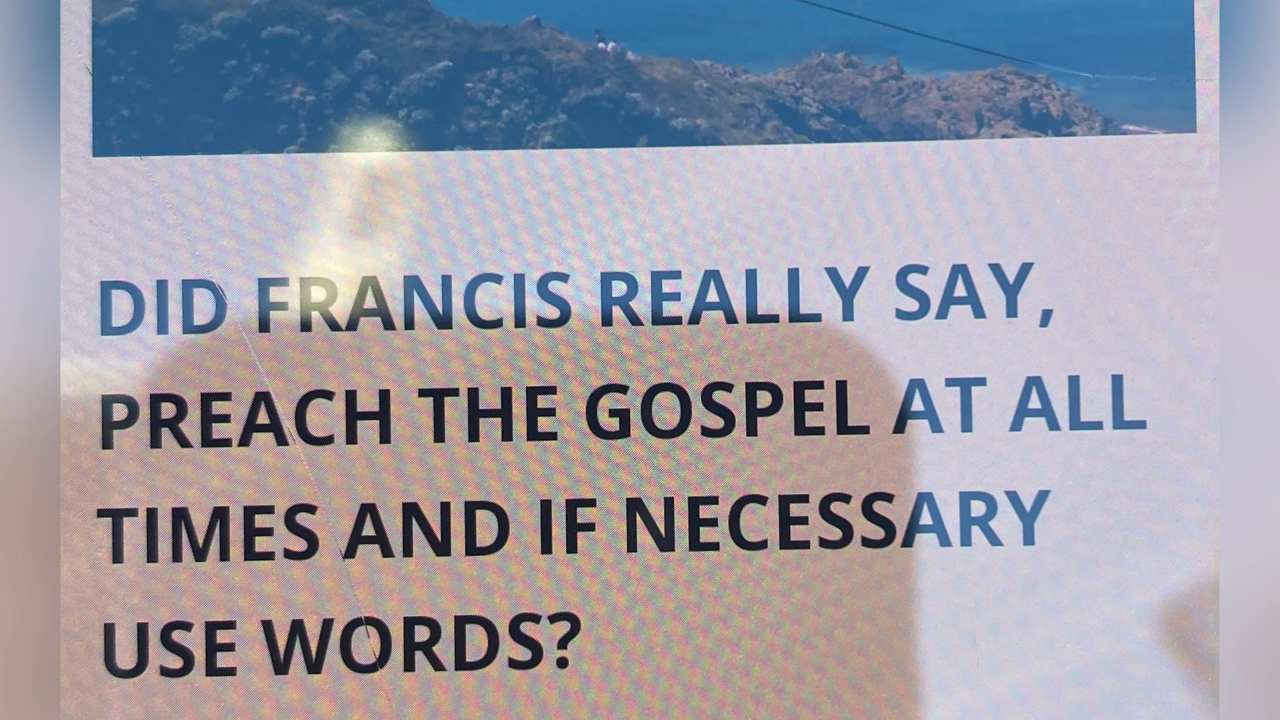 DID FRANCIS REALLY SAY,
PREACH THE GOSPEL AT ALL
TIMES AND IF NECESSARY
USE WORDS?